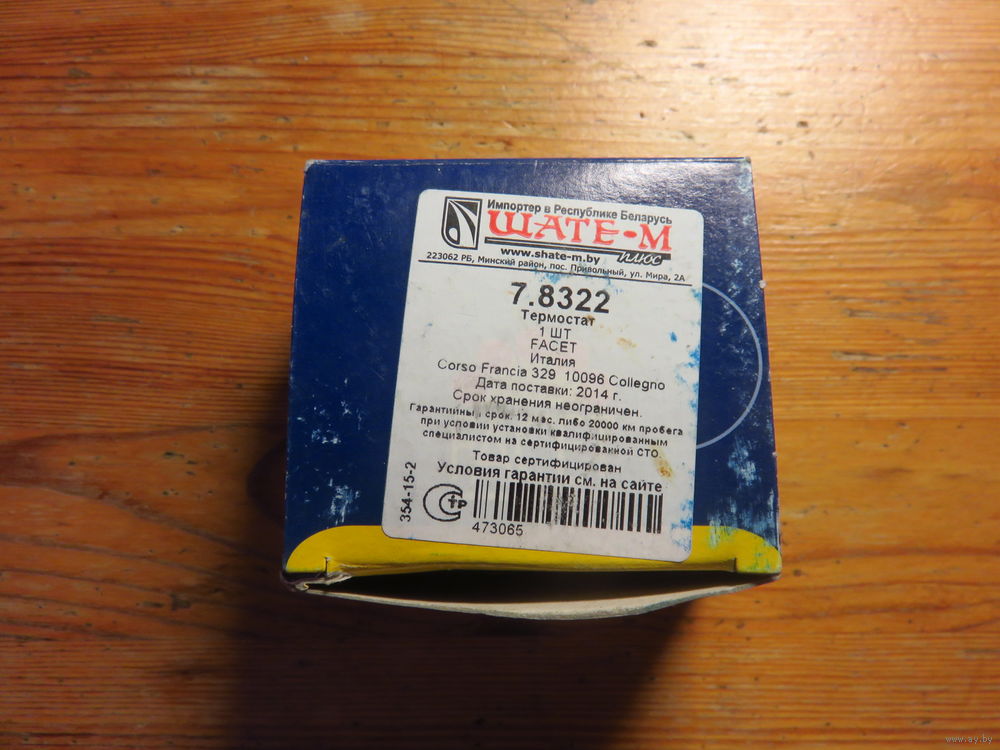 Импортер в Республике Беларусь
ШАТЕ-М
плюс
www.shate-m.by
223062 РБ, Минский район, пос. Привольный, ул. Мира, 2А
7.8322
Термостат
1 ШТ
FACET
Италия
Corso Francia 329 10096 Collegno
Дата поставки: 2014 г.
Срок хранения неограничен.
Гарантийный срок: 12 мес. либо 20000 км пробега
при условии установки квалифицированным
специалистом на сертифицированной СТО
Товар сертифицирован
Условия гарантии см. на сайте
354-15-2
473065
www.ay.by